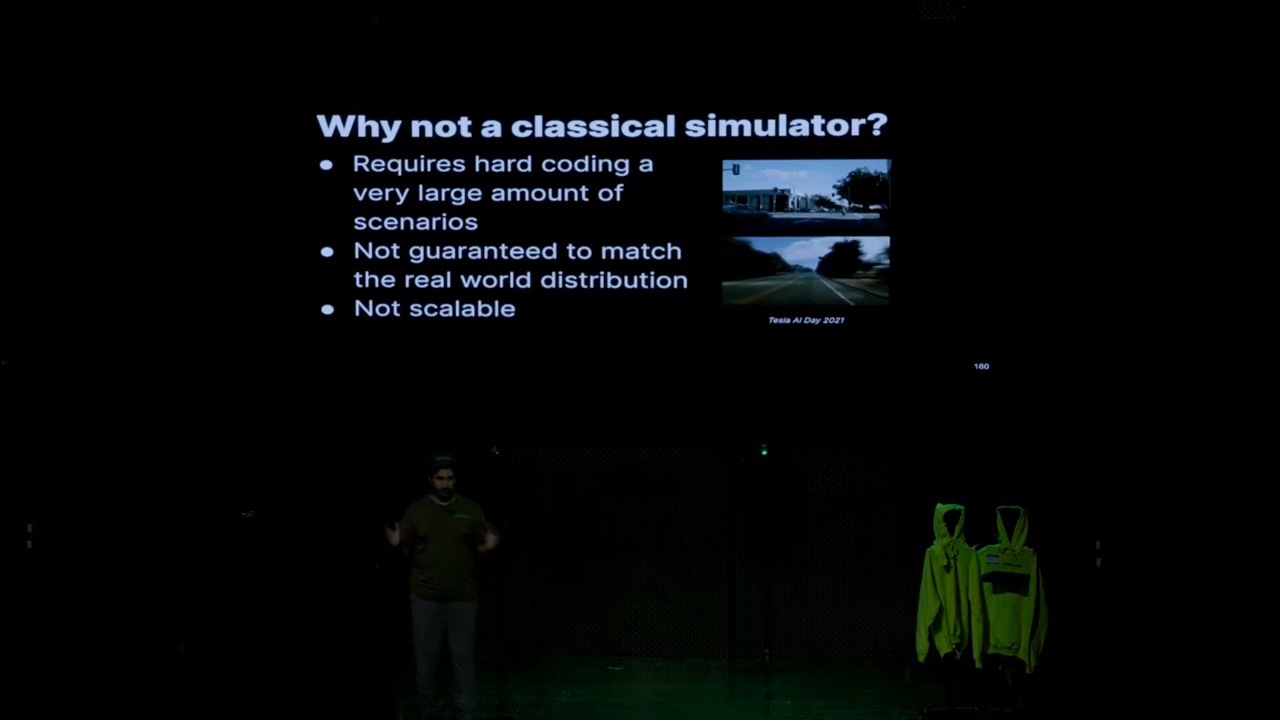 Why not a classical simulator?
● Requires hard coding a
very large amount of
scenarios
● Not guaranteed to match
the real world distribution
● Not scalable
Tesla AI Day 2021
160